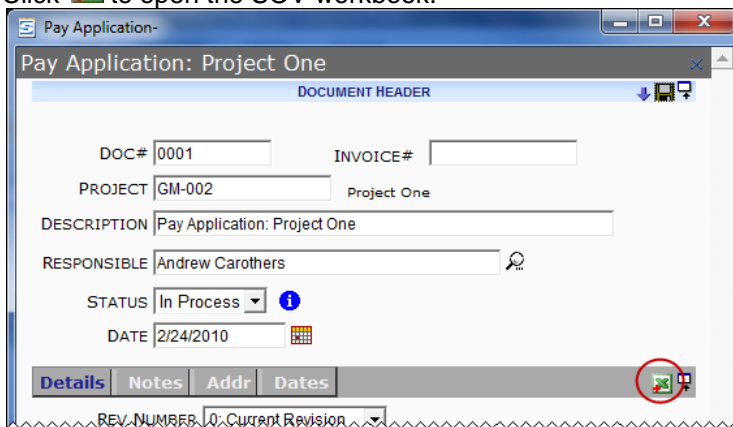 Click to open the SOV workbook.
Pay Application-
Pay Application: Project One
DOCUMENT HEADER
DOC# 0001 INVOICE#
PROJECT GM-002 Project One
DESCRIPTION Pay Application: Project One
RESPONSIBLE Andrew Carothers
STATUS In Process
DATE 2/24/2010
Details Notes Addr Dates
REV. NUMBER 0: Current Revision